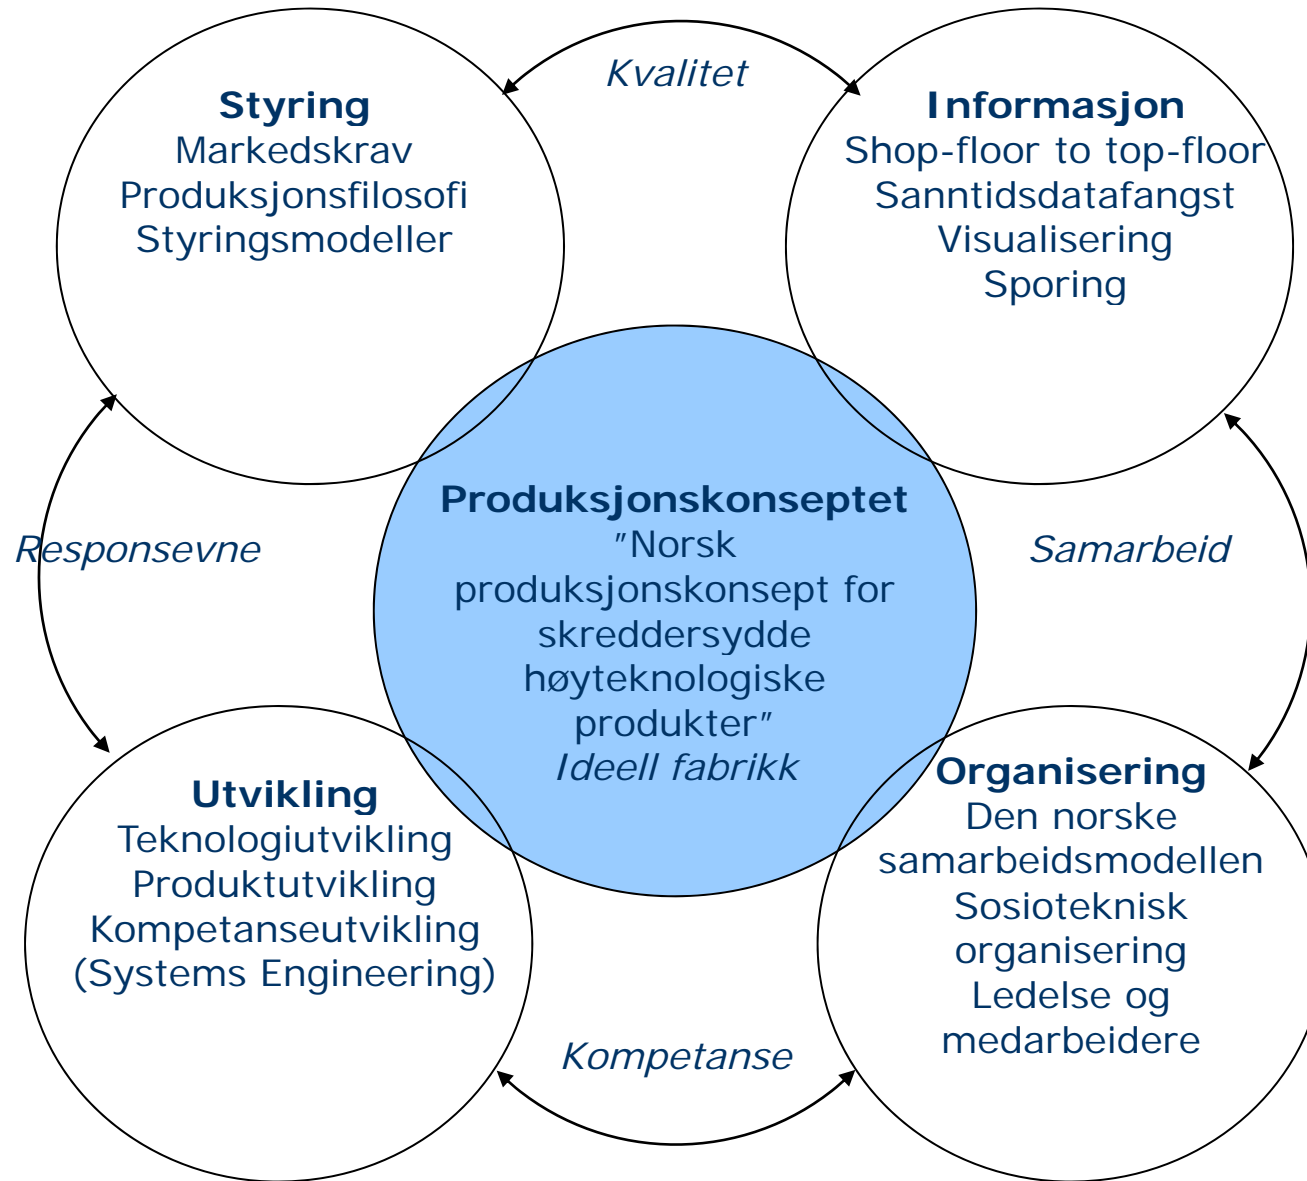 Kvalitet
Styring
Markedskrav
Produksjonsfilosofi
Styringsmodeller
Informasjon
Shop-floor to top-floor
Sanntidsdatafangst
Visualisering
Sporing
Responsevne
Produksjonskonseptet
"Norsk
produksjonskonsept for
skreddersydde
høyteknologiske
produkter"
Ideell fabrikk
Samarbeid
Utvikling
Teknologiutvikling
Produktutvikling
Kompetanseutvikling
(Systems Engineering)
Organisering
Den norske
samarbeidsmodellen
Sosioteknisk
organisering
Ledelse og
medarbeidere
Kompetanse